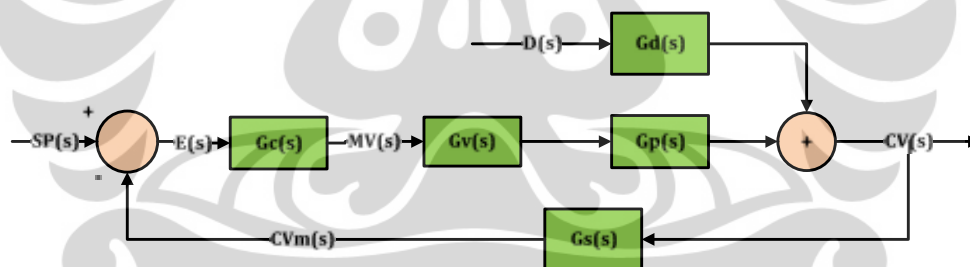 D(s) Gd(s)
+
SP(s) E(s) Gc(s) MV(s) Gv(s) Gp(s) + CV(s)
-
CVm(s) Gs(s)